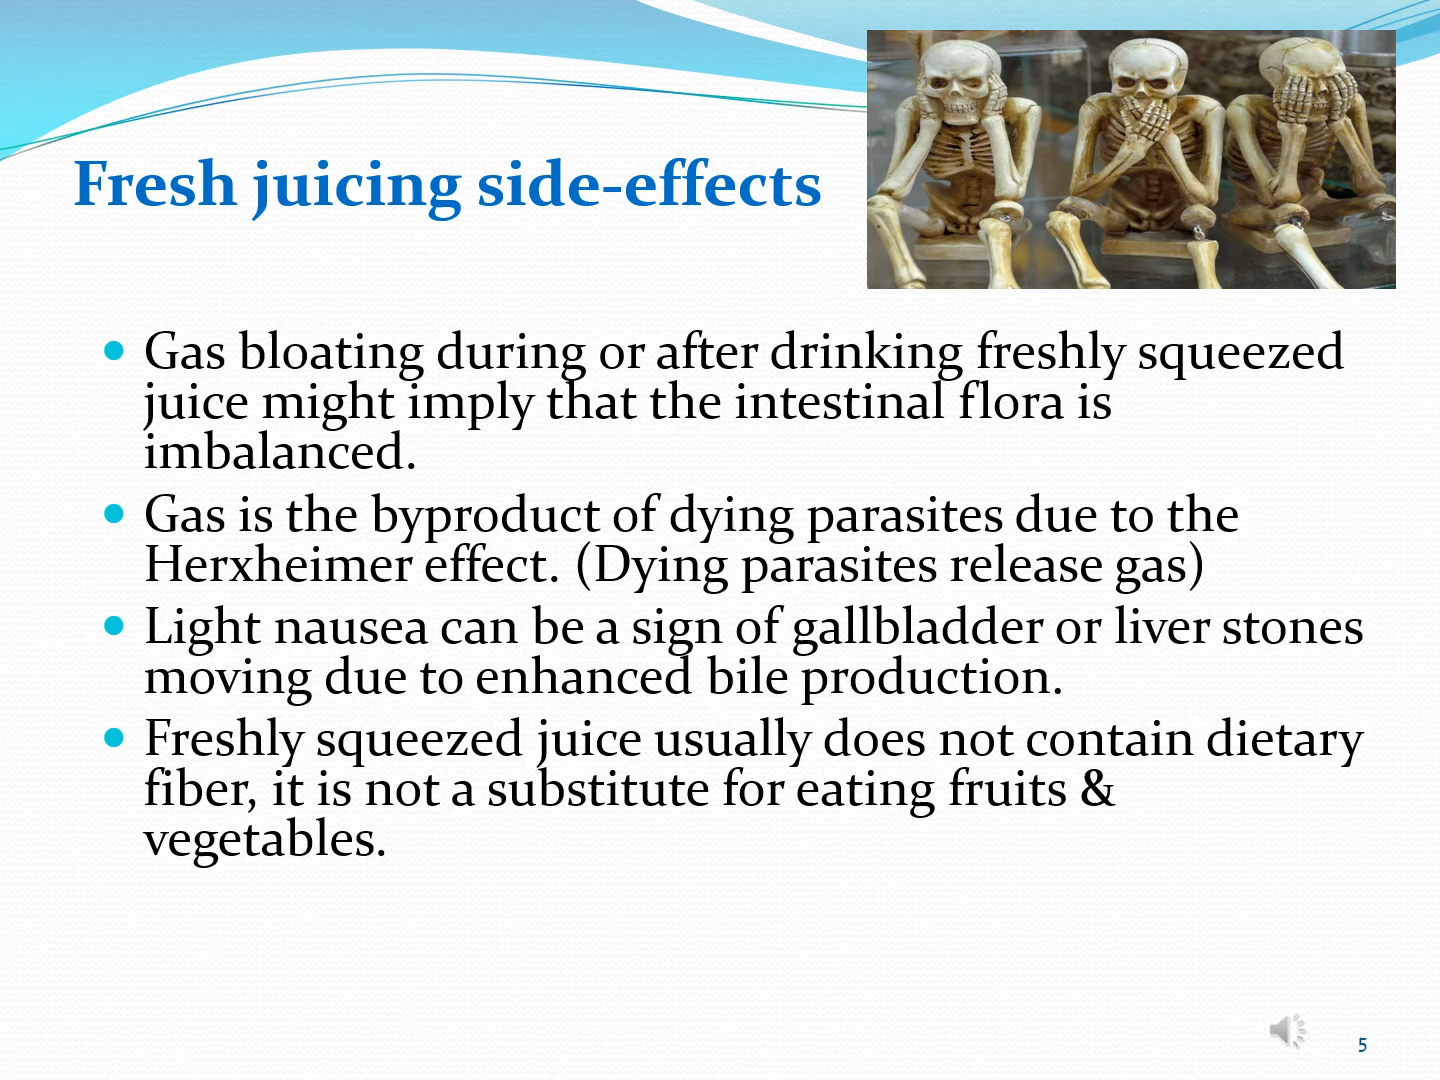 Fresh juicing side-effects
Gas bloating during or after drinking freshly squeezed
juice might imply that the intestinal flora is
imbalanced.
Gas is the byproduct of dying parasites due to the
Herxheimer effect. (Dying parasites release gas)
Light nausea can be a sign of gallbladder or liver stones
moving due to enhanced bile production.
Freshly squeezed juice usually does not contain dietary
fiber, it is not a substitute for eating fruits &
vegetables.
5